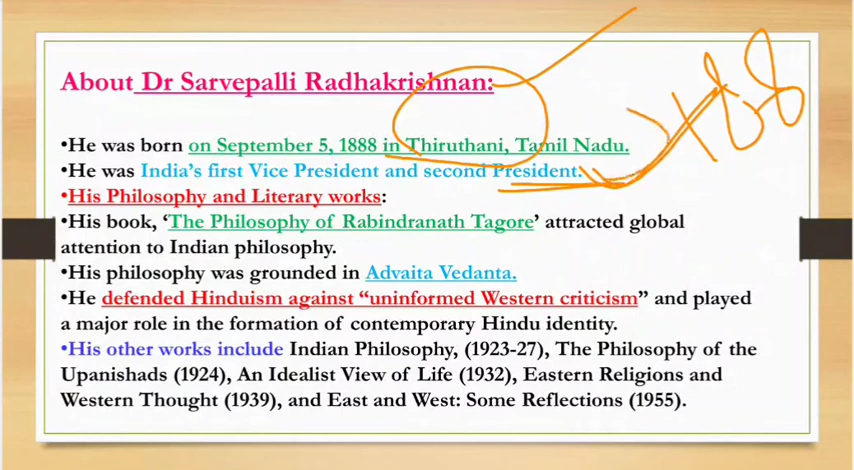 About Dr Sarvepalli Radhakrishnan:
•He was born on September 5, 1888 in Thiruthani, Tamil Nadu.
•He was India's first Vice President and second President.
•His Philosophy and Literary works:
•His book, ‘The Philosophy of Rabindranath Tagore’ attracted global
attention to Indian philosophy.
•His philosophy was grounded in Advaita Vedanta.
•He defended Hinduism against “uninformed Western criticism” and played
a major role in the formation of contemporary Hindu identity.
•His other works include Indian Philosophy, (1923-27), The Philosophy of the
Upanishads (1924), An Idealist View of Life (1932), Eastern Religions and
Western Thought (1939), and East and West: Some Reflections (1955).